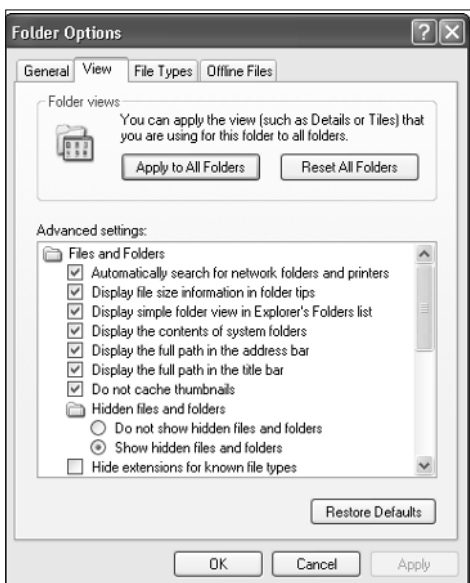 Folder Options
General View File Types Offline Files
Folder views
You can apply the view (such as Details or Tiles) that
you are using for this folder to all folders.
Apply to All Folders Reset All Folders
Advanced settings:
Files and Folders
Automatically search for network folders and printers
Display file size information in folder tips
Display simple folder view in Explorer's Folders list
Display the contents of system folders
Display the full path in the address bar
Display the full path in the title bar
Do not cache thumbnails
Hidden files and folders
Do not show hidden files and folders
Show hidden files and folders
Hide extensions for known file types
Restore Defaults
OK Cancel Apply